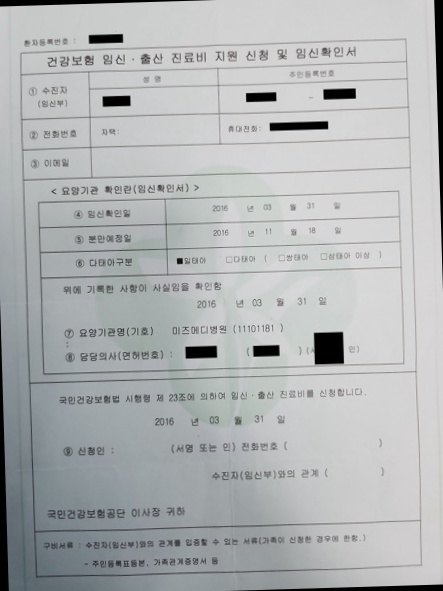 환자등록번호 :
건강보험 임신 · 출산 진료비 지원 신청 및 임신확인서
① 수진자
(임신부)
성 명
주민등록번호
–
② 전화번호
자택:
휴대전화:
③ 이메일
< 요양기관 확인란(임신확인서) >
④ 임신확인일
2016 년 03 월 31 일
⑤ 분만예정일
2016 년 11 월 18 일
⑥ 다태아구분
■일태아 □다태아 ( □쌍태아 □삼태아 이상 )
위에 기록한 사항이 사실임을 확인함
2016 년 03 월 31 일
⑦ 요양기관명(기호) 미즈메디병원 (11101181 )
:
⑧ 담당의사(면허번호) : ( ) ( 인)
국민건강보험법 시행령 제 23조에 의하여 임신 · 출산 진료비를 신청합니다.
2016 년 03 월 31 일
⑨ 신청인 : (서명 또는 인) 전화번호 ( )
수진자(임신부)와의 관계 ( )
국민건강보험공단 이사장 귀하
구비서류 : 수진자(임신부)와의 관계를 입증할 수 있는 서류(가족이 신청한 경우에 한함.)
- 주민등록표등본, 가족관계증명서 등